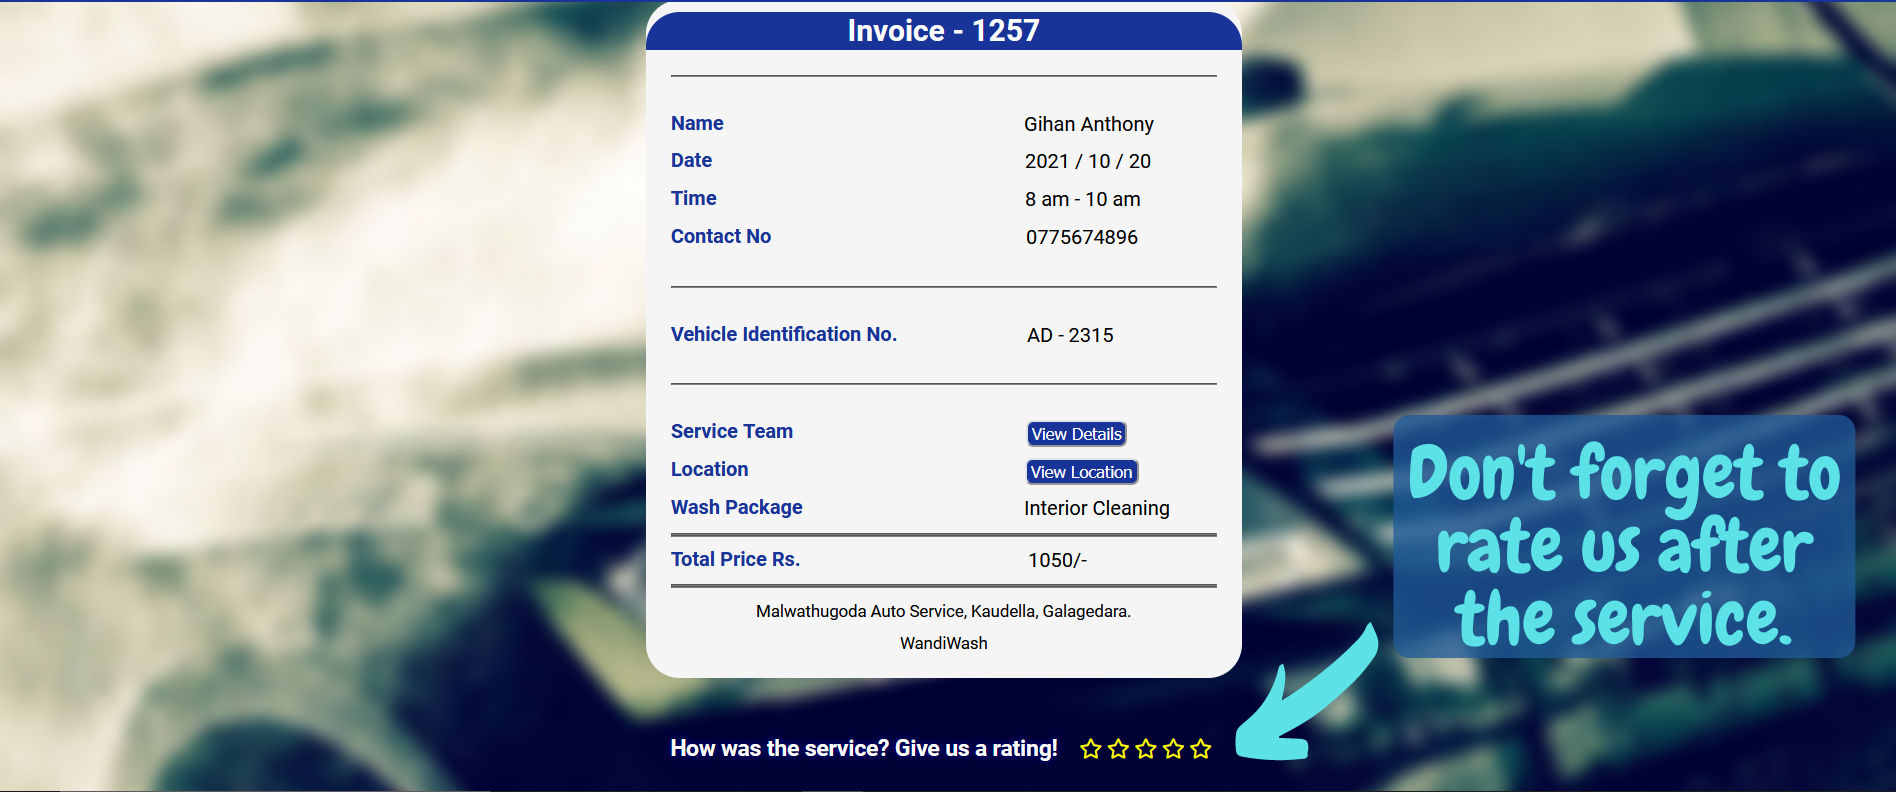 Invoice - 1257
Name Gihan Anthony
Date 2021 / 10 / 20
Time 8 am - 10 am
Contact No 0775674896
Vehicle Identification No. AD - 2315
Service Team View Details
Location View Location
Wash Package Interior Cleaning
Total Price Rs. 1050/-
Malwathugoda Auto Service, Kaudella, Galagedara.
WandiWash
How was the service? Give us a rating!
Don't forget to
rate us after
the service.